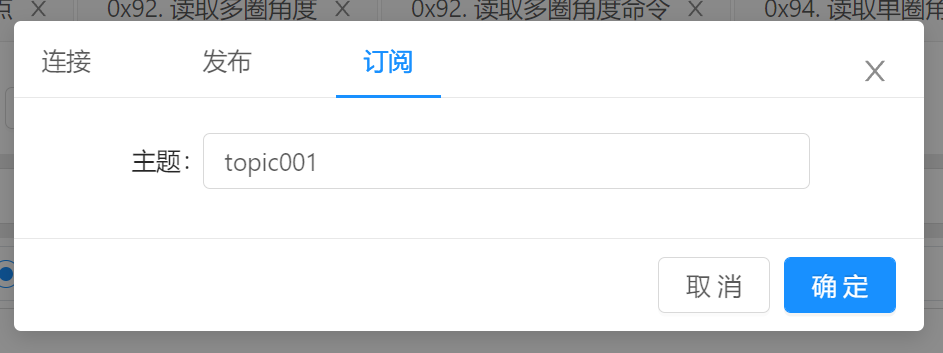 点 X 0x92. 读取多圈角度 X 0x92. 读取多圈角度命令 X 0x94. 读取单圈角
连接 发布 订阅 X
主题: topic001
取 消 确 定